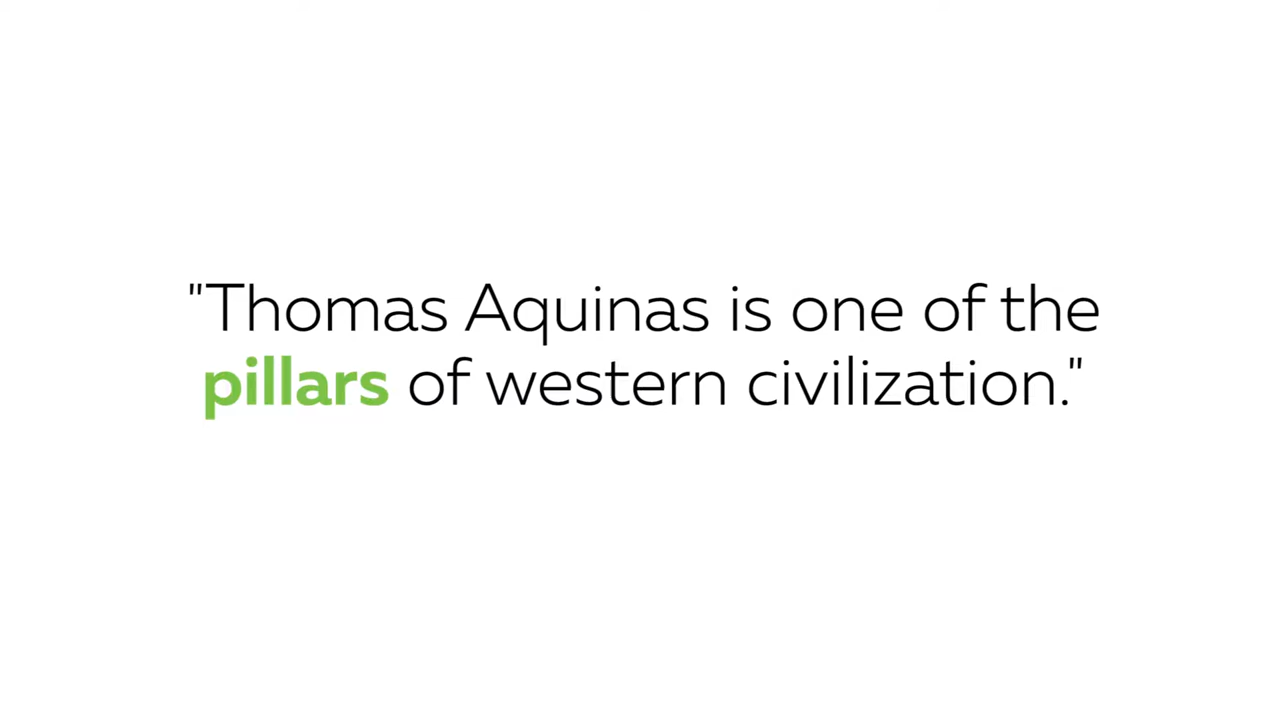 "Thomas Aquinas is one of the
pillars of western civilization."